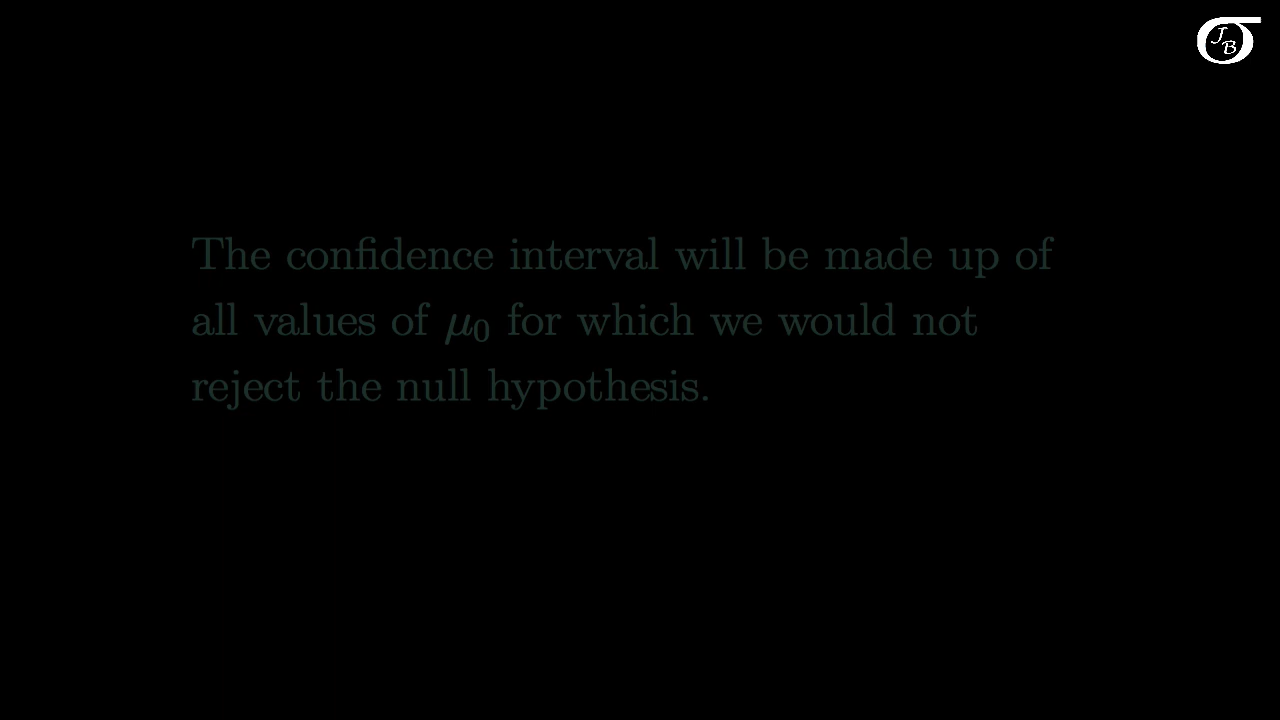 J
B
The confidence interval will be made up of
all values of μ₀ for which we would not
reject the null hypothesis.